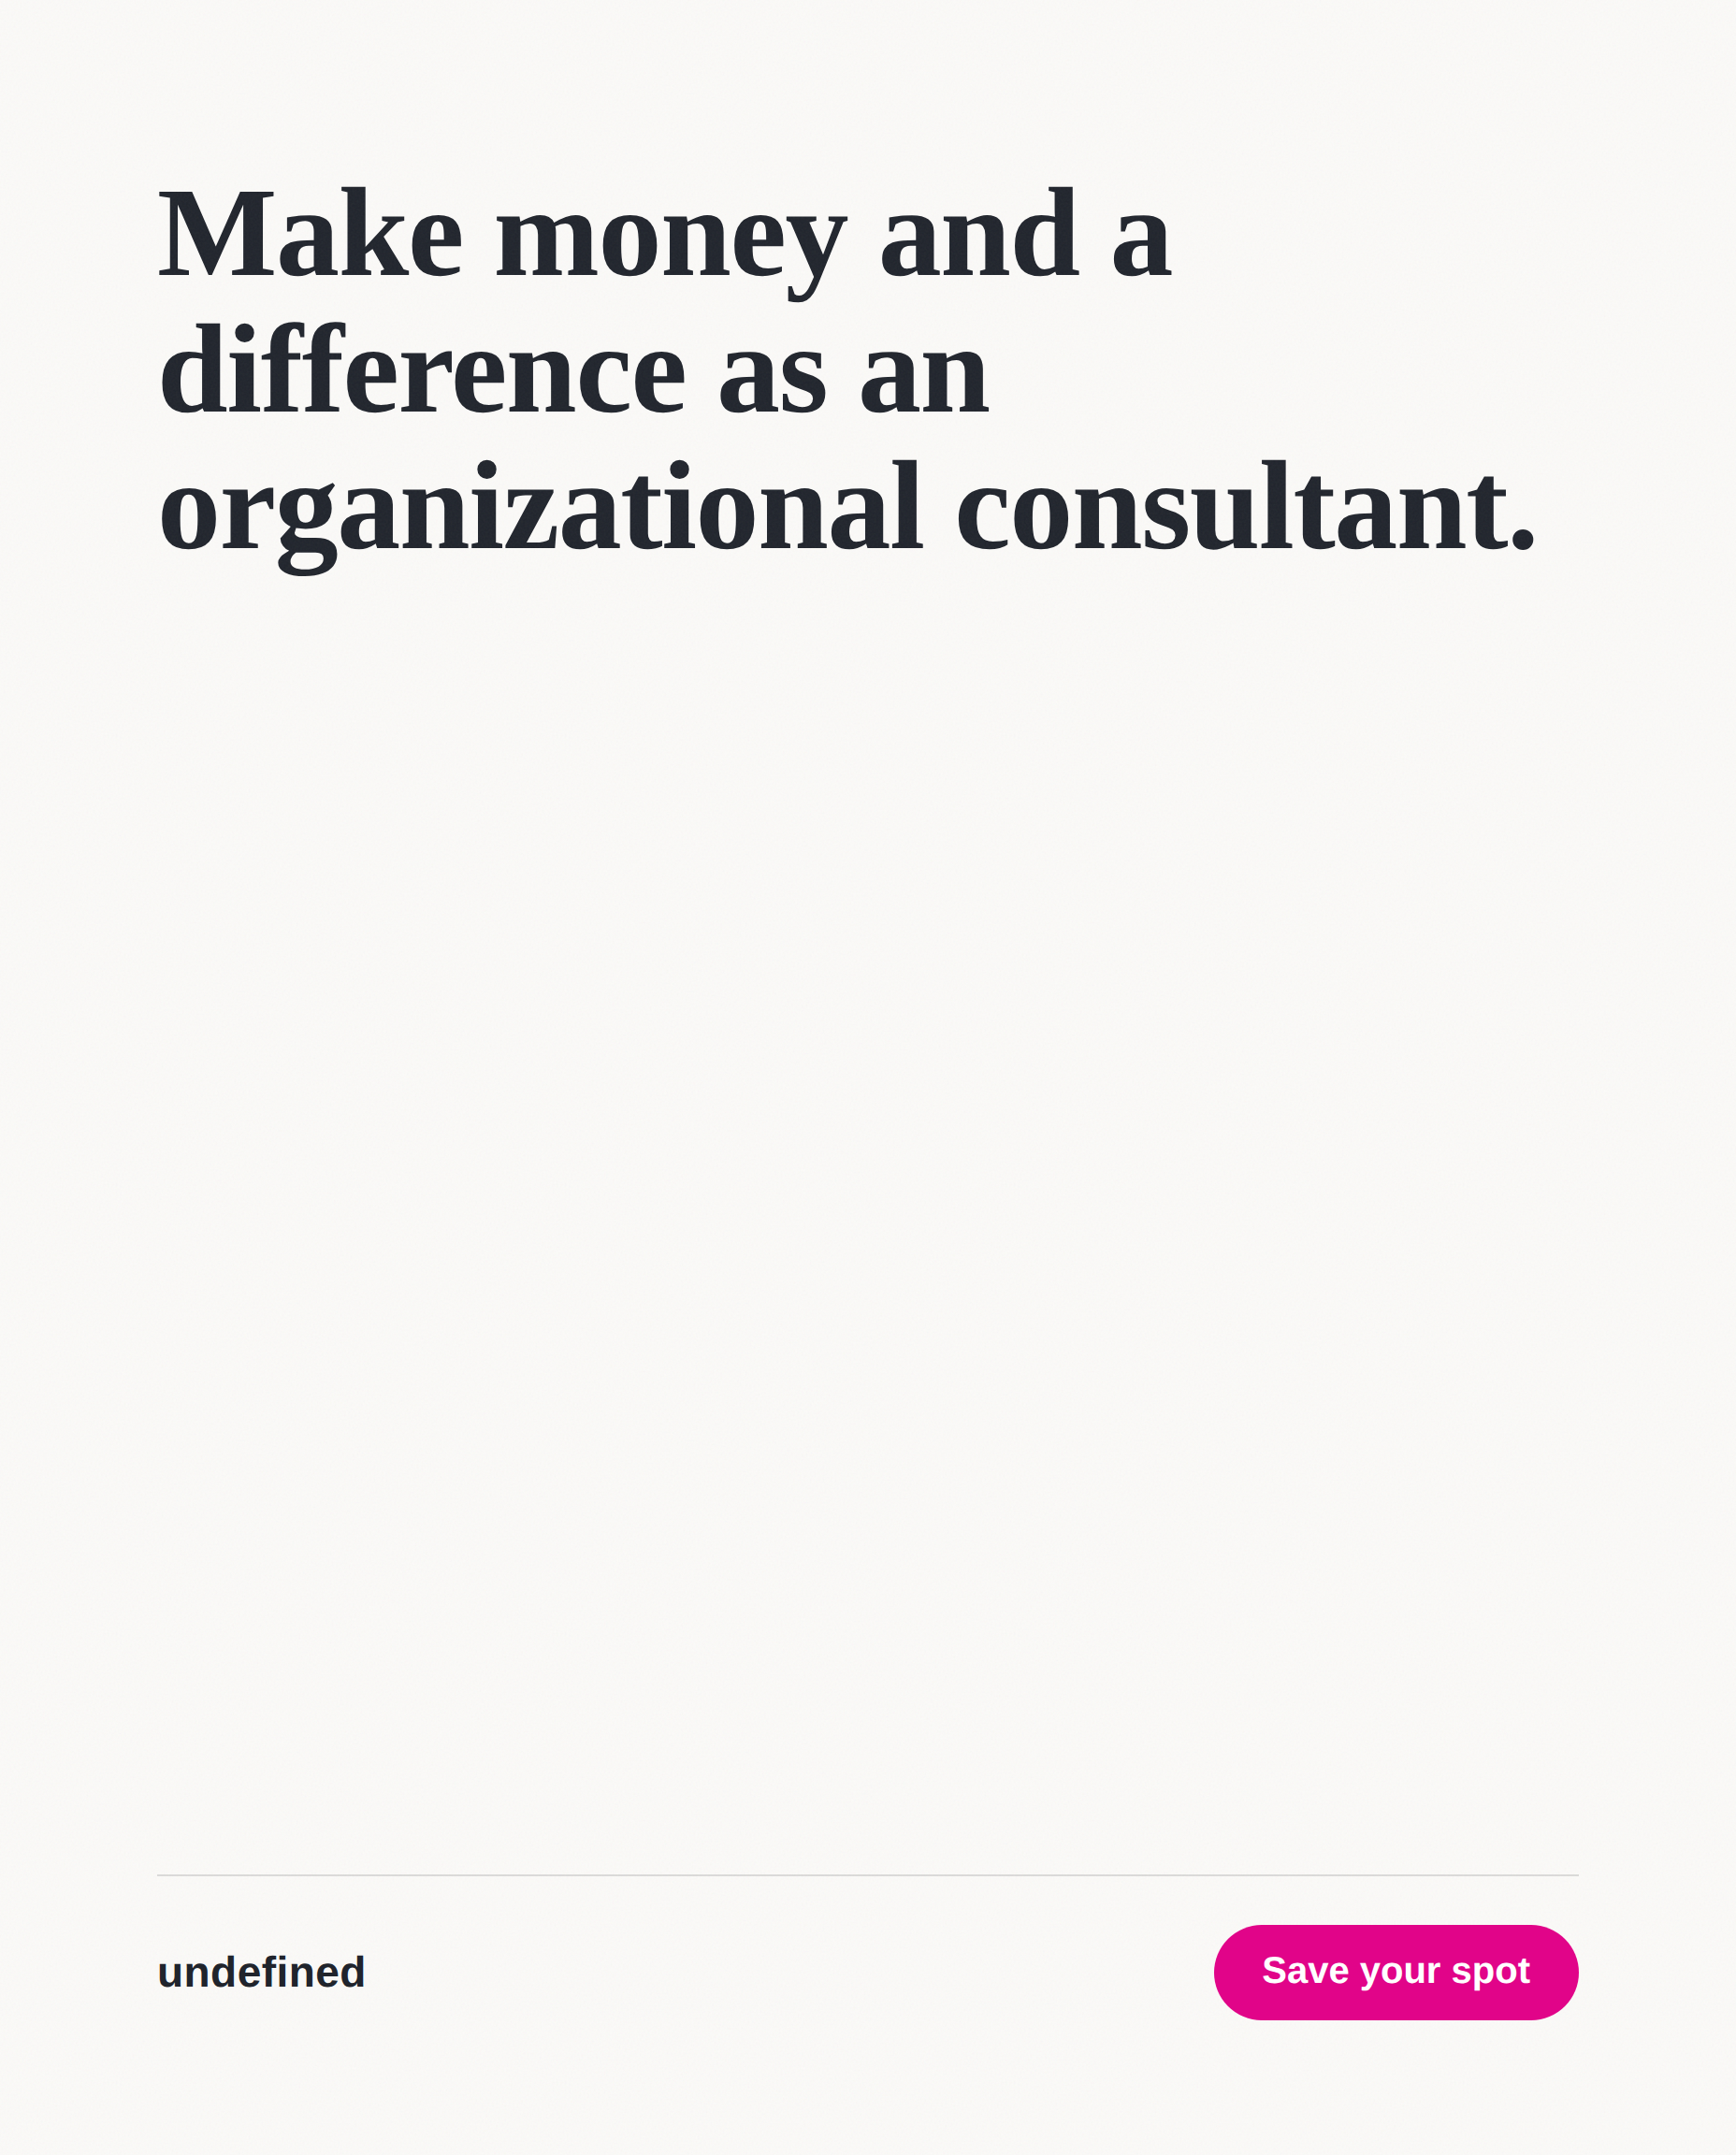 Make money and a
difference as an
organizational consultant.
undefined
Save your spot